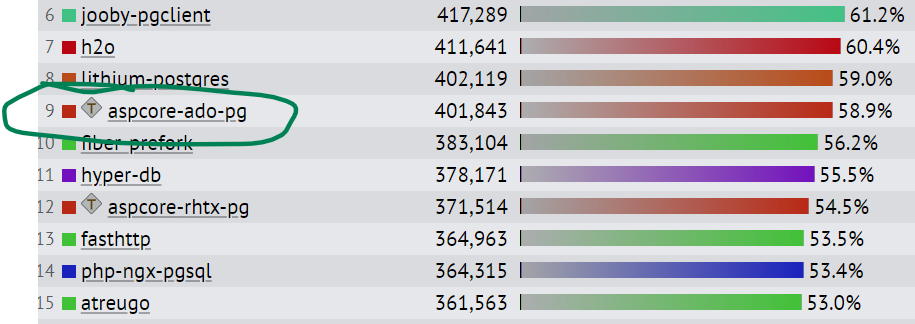 6 jooby-pgclient 417,289 61.2%
7 h2o 411,641 60.4%
8 lithium-postgres 402,119 59.0%
9 T aspcore-ado-pg 401,843 58.9%
10 fiber-prefork 383,104 56.2%
11 hyper-db 378,171 55.5%
12 T aspcore-rhtx-pg 371,514 54.5%
13 fasthttp 364,963 53.5%
14 php-ngx-pgsql 364,315 53.4%
15 atreugo 361,563 53.0%